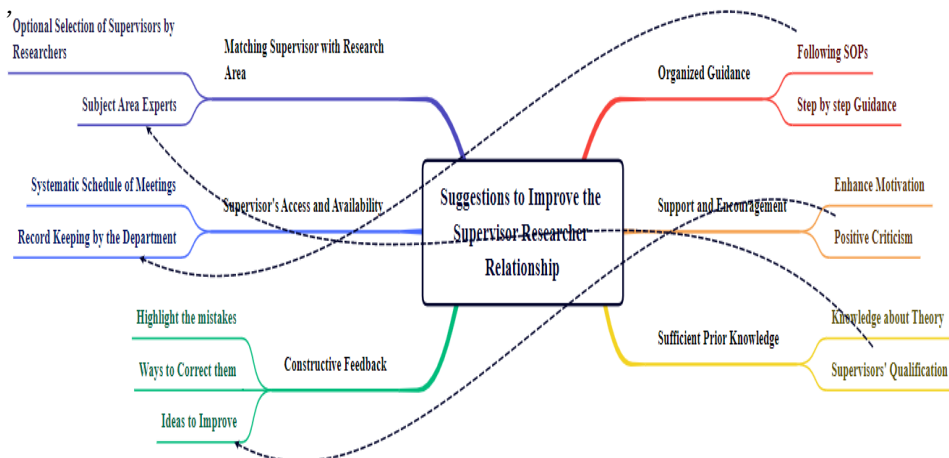 ,
Optional Selection of Supervisors by
Researchers
Subject Area Experts
Matching Supervisor with Research
Area
Systematic Schedule of Meetings
Record Keeping by the Department
Supervisor's Access and Availability
Highlight the mistakes
Ways to Correct them
Ideas to Improve
Constructive Feedback
Suggestions to Improve the
Supervisor Researcher
Relationship
Organized Guidance
Following SOPs
Step by step Guidance
Support and Encouragement
Enhance Motivation
Positive Criticism
Sufficient Prior Knowledge
Knowledge about Theory
Supervisors' Qualification